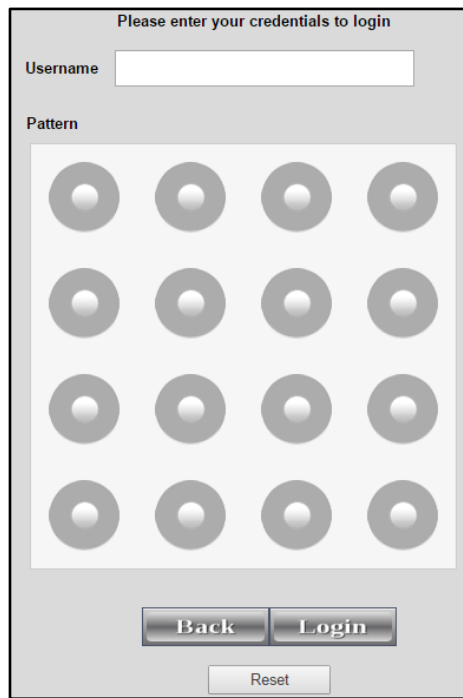 Please enter your credentials to login
Username
Pattern
Back Login
Reset